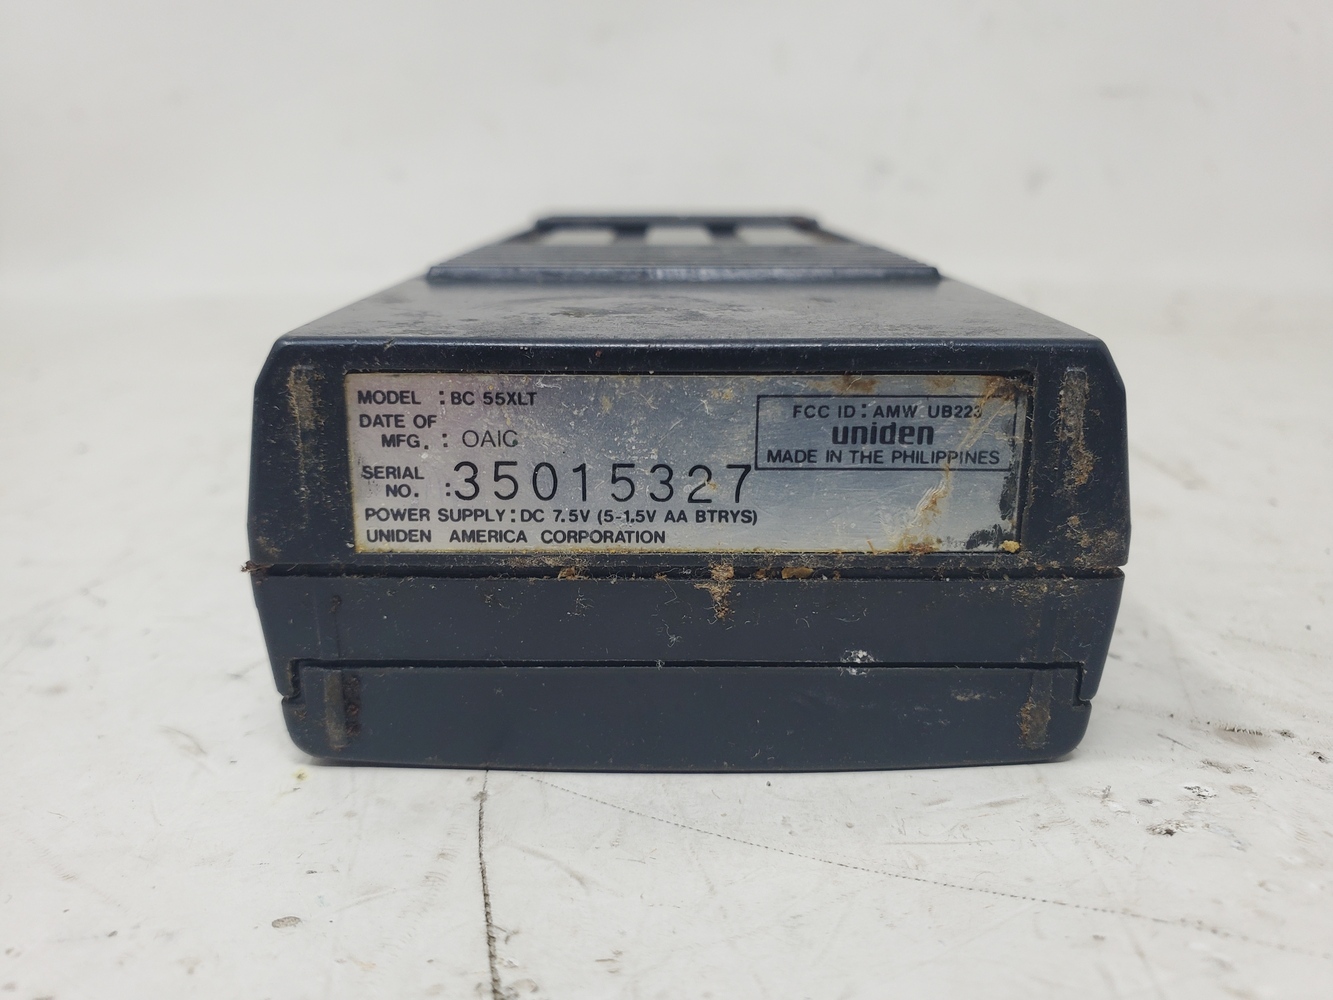 MODEL : BC 55XLT
DATE OF
MFG. : OAIC
SERIAL
NO. : 35015327
POWER SUPPLY : DC 7.5V (5-1.5V AA BTRYS)
UNIDEN AMERICA CORPORATION
FCC ID : AMW UB223
uniden
MADE IN THE PHILIPPINES